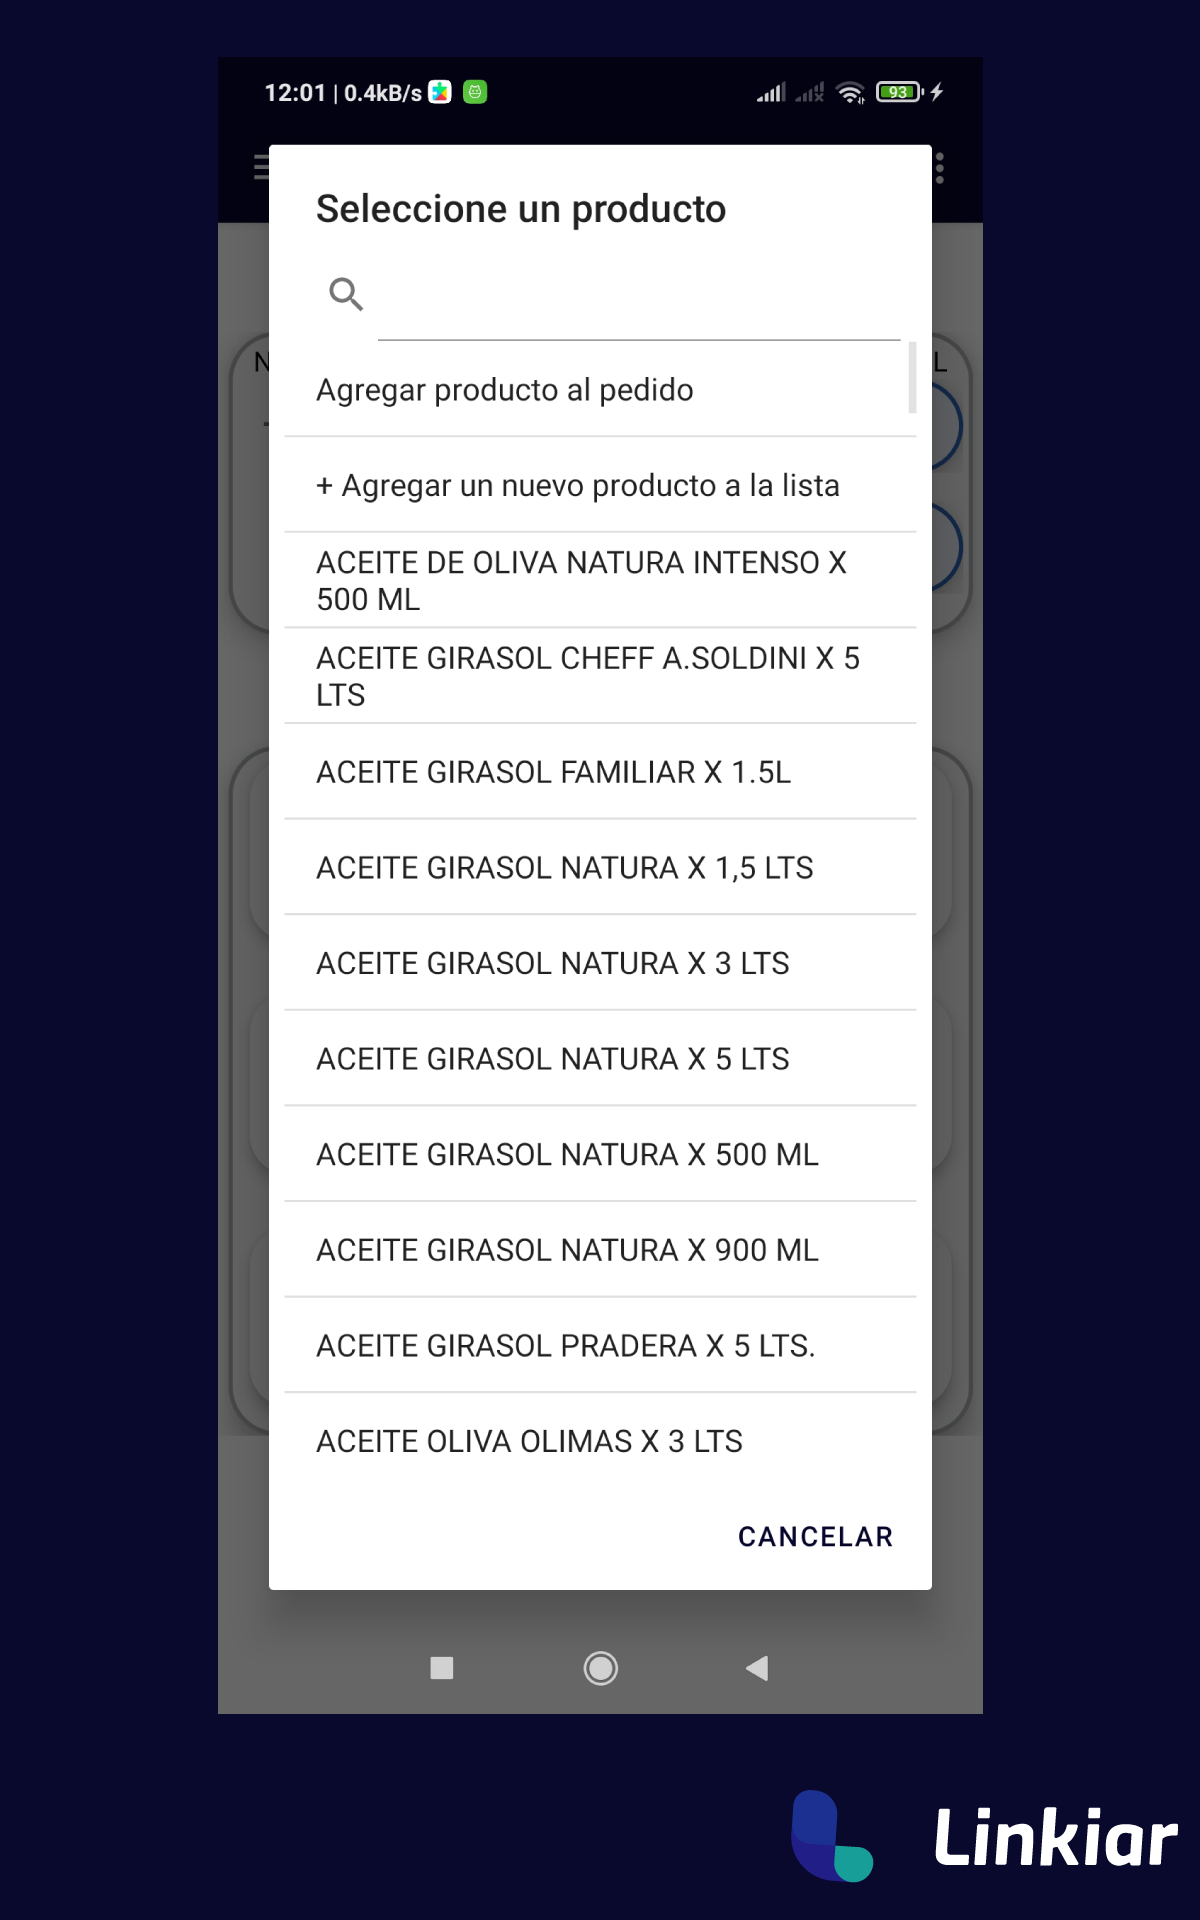 12:01 | 0.4kB/s
93
Seleccione un producto
N
L
Agregar producto al pedido
+ Agregar un nuevo producto a la lista
ACEITE DE OLIVA NATURA INTENSO X
500 ML
ACEITE GIRASOL CHEFF A.SOLDINI X 5
LTS
ACEITE GIRASOL FAMILIAR X 1.5L
ACEITE GIRASOL NATURA X 1,5 LTS
ACEITE GIRASOL NATURA X 3 LTS
ACEITE GIRASOL NATURA X 5 LTS
ACEITE GIRASOL NATURA X 500 ML
ACEITE GIRASOL NATURA X 900 ML
ACEITE GIRASOL PRADERA X 5 LTS.
ACEITE OLIVA OLIMAS X 3 LTS
CANCELAR
Linkiar